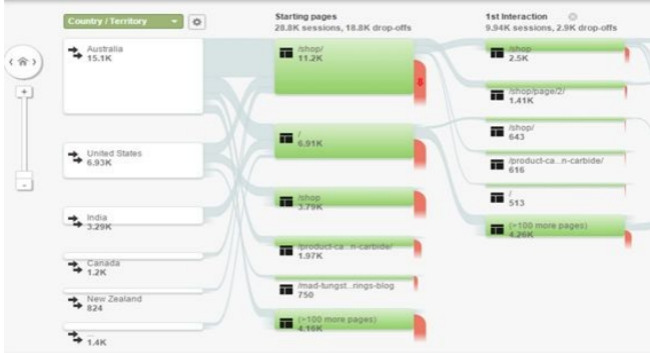 Country / Territory
Starting pages
28.8K sessions, 18.8K drop-offs
1st Interaction
9.94K sessions, 2.9K drop-offs
Australia
15.1K
United States
6.93K
India
3.29K
Canada
1.2K
New Zealand
824
...
1.4K
/shop/
11.2K
/
6.91K
/shop
3.79K
/product-ca...n-carbide/
1.97K
/mad-tungst...rings-blog
750
(>100 more pages)
4.16K
/shop
2.5K
/shop/page/2/
1.41K
/shop/
643
/product-ca...n-carbide/
616
/
513
(>100 more pages)
4.26K